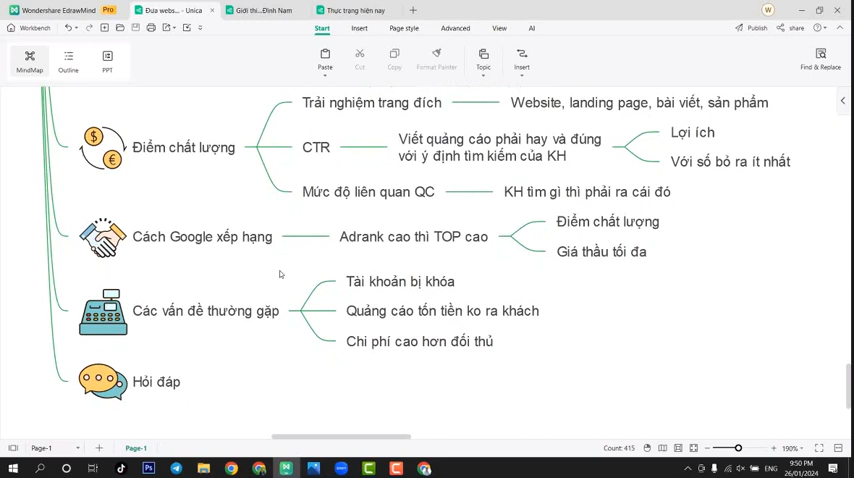 Wondershare EdrawMind Pro
Đưa webs... - Unica
Giới thi...Đình Nam
Thực trạng hiện nay
W
Workbench
Start
Insert
Page style
Advanced
View
AI
Publish
share
MindMap
Outline
PPT
Paste
Cut
Copy
Format Painter
Topic
Insert
Find & Replace
Trải nghiệm trang đích
Website, landing page, bài viết, sản phẩm
Điểm chất lượng
CTR
Viết quảng cáo phải hay và đúng
với ý định tìm kiếm của KH
Lợi ích
Với số bỏ ra ít nhất
Mức độ liên quan QC
KH tìm gì thì phải ra cái đó
Cách Google xếp hạng
Adrank cao thì TOP cao
Điểm chất lượng
Giá thầu tối đa
Các vấn đề thường gặp
Tài khoản bị khóa
Quảng cáo tốn tiền ko ra khách
Chi phí cao hơn đối thủ
Hỏi đáp
Page-1
Page-1
Count: 415
190%
ENG
9:50 PM
26/01/2024